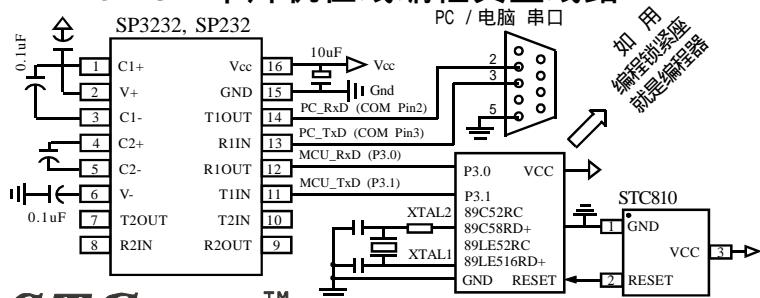 PC / 电脑 串口
SP3232, SP232
如 用
编程锁紧座
就是编程器
0.1uF
10uF
1 C1+
2 V+
3 C1-
4 C2+
5 C2-
6 V-
7 T2OUT
8 R2IN
Vcc 16
GND 15
T1OUT 14
R1IN 13
R1OUT 12
T1IN 11
T2IN 10
R2OUT 9
0.1uF
Vcc
Gnd
PC_RxD (COM Pin2)
PC_TxD (COM Pin3)
MCU_RxD (P3.0)
MCU_TxD (P3.1)
2
3
5
P3.0 VCC
P3.1
89C52RC
89C58RD+
89LE52RC
89LE516RD+
GND RESET
XTAL2
XTAL1
STC810
1 GND
VCC 3
2 RESET
TM